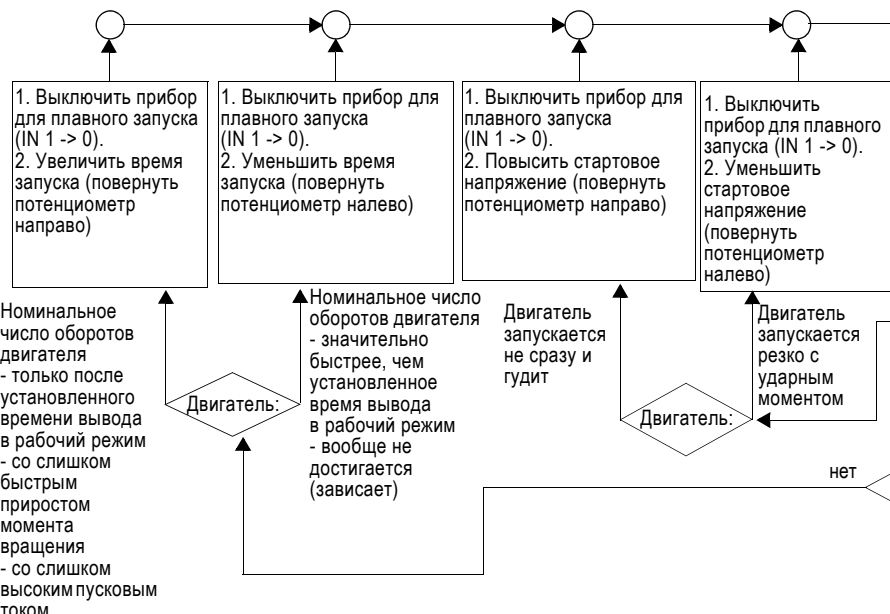 1. Выключить прибор
для плавного запуска
(IN 1 -> 0).
2. Увеличить время
запуска (повернуть
потенциометр
направо)
1. Выключить прибор для
плавного запуска
(IN 1 -> 0).
2. Уменьшить время
запуска (повернуть
потенциометр налево)
1. Выключить прибор для
плавного запуска
(IN 1 -> 0).
2. Повысить стартовое
напряжение (повернуть
потенциометр направо)
1. Выключить
прибор для плавного
запуска (IN 1 -> 0).
2. Уменьшить
стартовое
напряжение
(повернуть
потенциометр
налево)
Номинальное
число оборотов
двигателя
- только после
установленного
времени вывода
в рабочий режим
- со слишком
быстрым
приростом
момента
вращения
- со слишком
высоким пусковым
током
Двигатель:
Номинальное число
оборотов двигателя
- значительно
быстрее, чем
установленное
время вывода
в рабочий режим
- вообще не
достигается
(зависает)
Двигатель
запускается
не сразу и
гудит
Двигатель:
Двигатель
запускается
резко с
ударным
моментом
нет